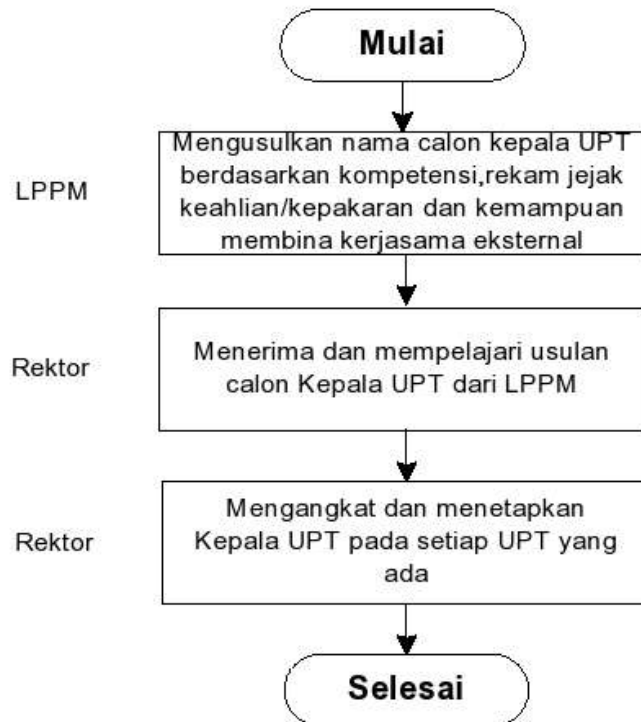 Mulai
Mengusulkan nama calon kepala UPT
berdasarkan kompetensi,rekam jejak
LPPM
keahlian/kepakaran dan kemampuan
membina kerjasama eksternal
Rektor
Menerima dan mempelajari usulan
calon Kepala UPT dari LPPM
Rektor
Mengangkat dan menetapkan
Kepala UPT pada setiap UPT yang
ada
Selesai